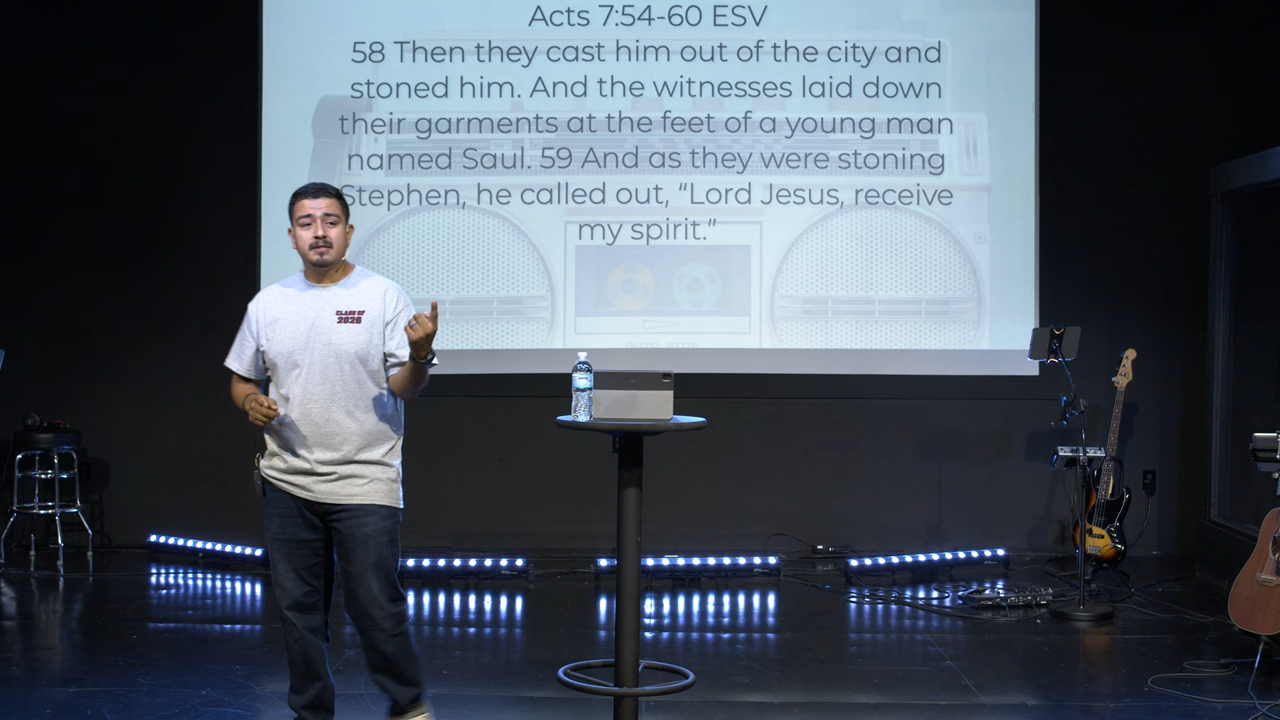 Acts 7:54-60 ESV
58 Then they cast him out of the city and
stoned him. And the witnesses laid down
their garments at the feet of a young man
named Saul. 59 And as they were stoning
Stephen, he called out, “Lord Jesus, receive
my spirit.”
AUTO STOP
CLASS OF
2026